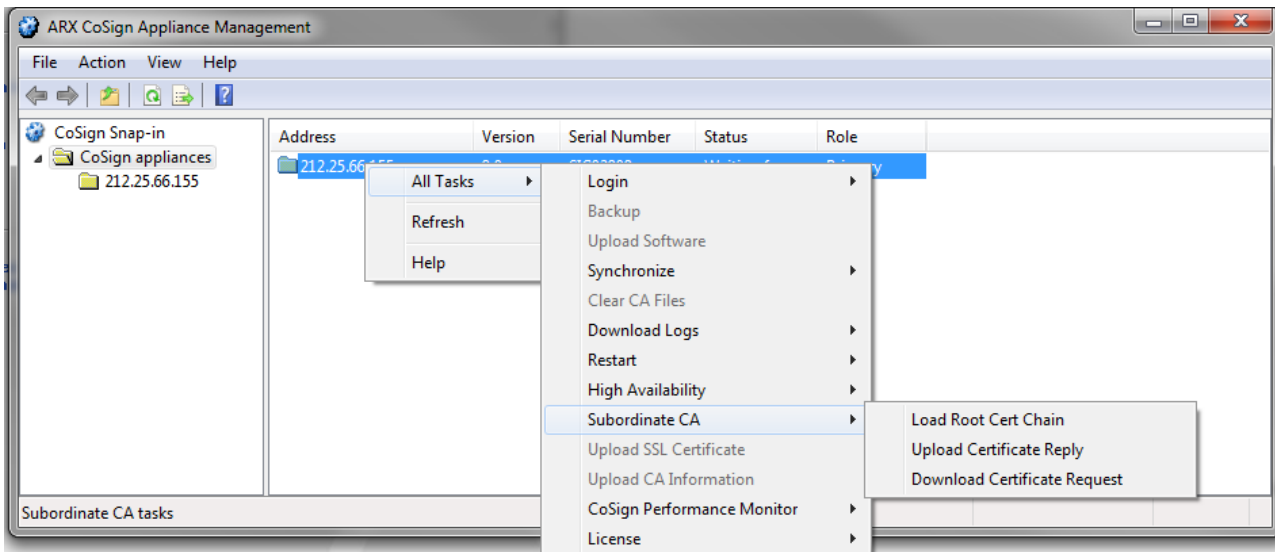 ARX CoSign Appliance Management
File Action View Help
CoSign Snap-in
CoSign appliances
212.25.66.155
Address Version Serial Number Status Role
212.25.66
All Tasks
Refresh
Help
Login
Backup
Upload Software
Synchronize
Clear CA Files
Download Logs
Restart
High Availability
Subordinate CA
Upload SSL Certificate
Upload CA Information
CoSign Performance Monitor
License
Load Root Cert Chain
Upload Certificate Reply
Download Certificate Request
Subordinate CA tasks